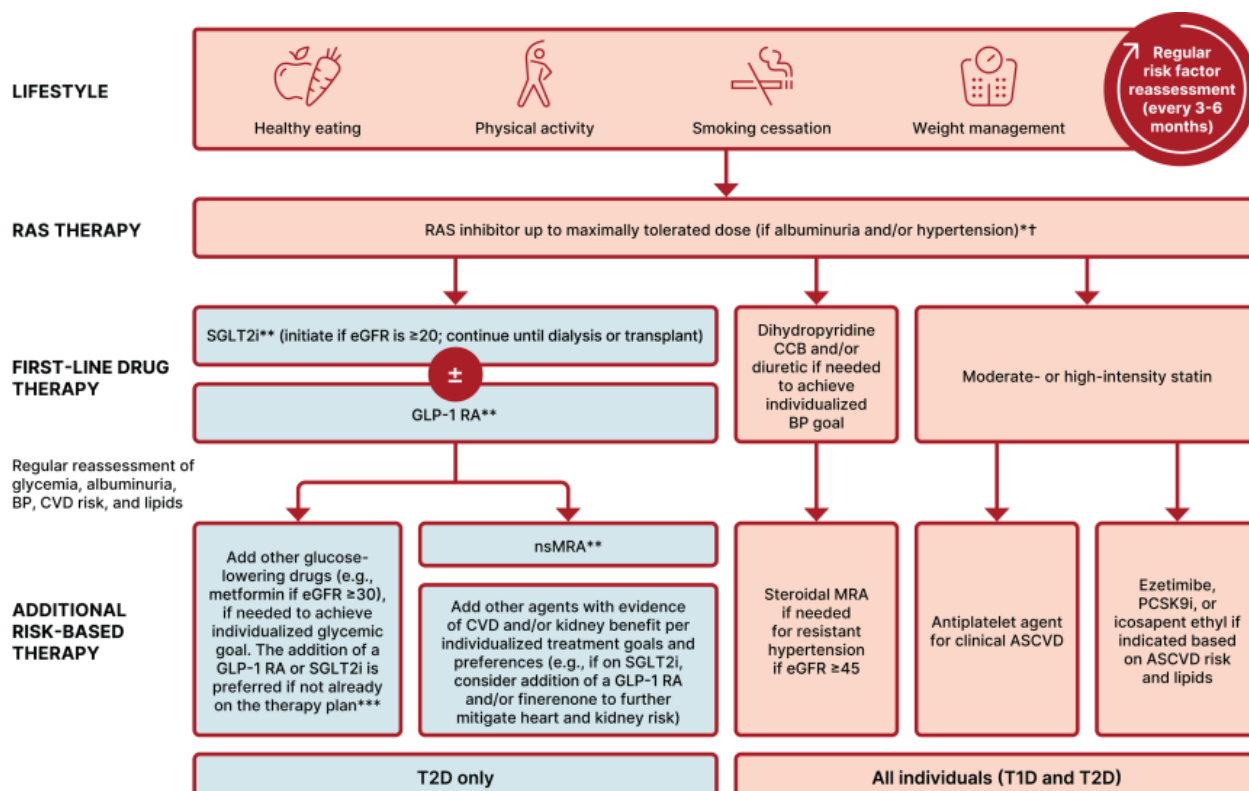 LIFESTYLE
Healthy eating
Physical activity
Smoking cessation
Weight management
Regular
risk factor
reassessment
(every 3-6
months)
RAS THERAPY
RAS inhibitor up to maximally tolerated dose (if albuminuria and/or hypertension)*†
FIRST-LINE DRUG
THERAPY
SGLT2i** (initiate if eGFR is ≥20; continue until dialysis or transplant)
±
GLP-1 RA**
Dihydropyridine
CCB and/or
diuretic if needed
to achieve
individualized
BP goal
Moderate- or high-intensity statin
Regular reassessment of
glycemia, albuminuria,
BP, CVD risk, and lipids
ADDITIONAL
RISK-BASED
THERAPY
Add other glucose-
lowering drugs (e.g.,
metformin if eGFR ≥30),
if needed to achieve
individualized glycemic
goal. The addition of a
GLP-1 RA or SGLT2i is
preferred if not already
on the therapy plan***
nsMRA**
Add other agents with evidence
of CVD and/or kidney benefit per
individualized treatment goals and
preferences (e.g., if on SGLT2i,
consider addition of a GLP-1 RA
and/or finerenone to further
mitigate heart and kidney risk)
Steroidal MRA
if needed
for resistant
hypertension
if eGFR ≥45
Antiplatelet agent
for clinical ASCVD
Ezetimibe,
PCSK9i, or
icosapent ethyl if
indicated based
on ASCVD risk
and lipids
T2D only
All individuals (T1D and T2D)